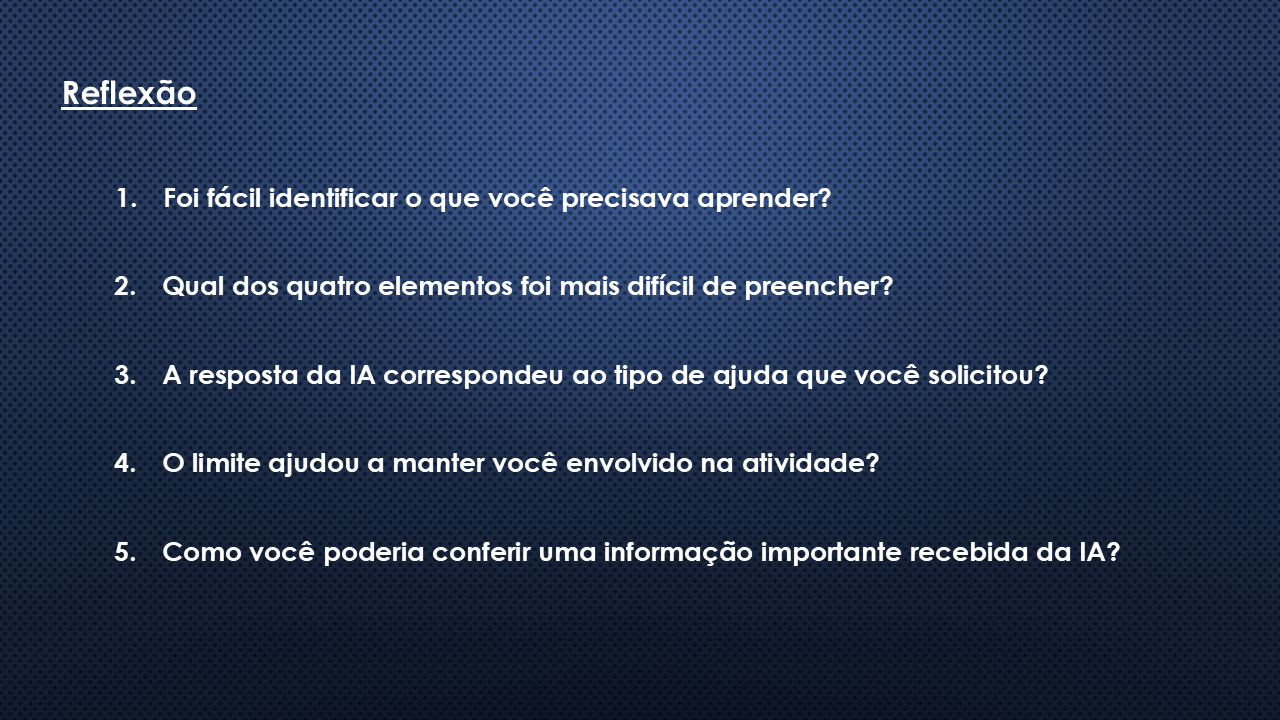 Reflexão
1. Foi fácil identificar o que você precisava aprender?
2. Qual dos quatro elementos foi mais difícil de preencher?
3. A resposta da IA correspondeu ao tipo de ajuda que você solicitou?
4. O limite ajudou a manter você envolvido na atividade?
5. Como você poderia conferir uma informação importante recebida da IA?